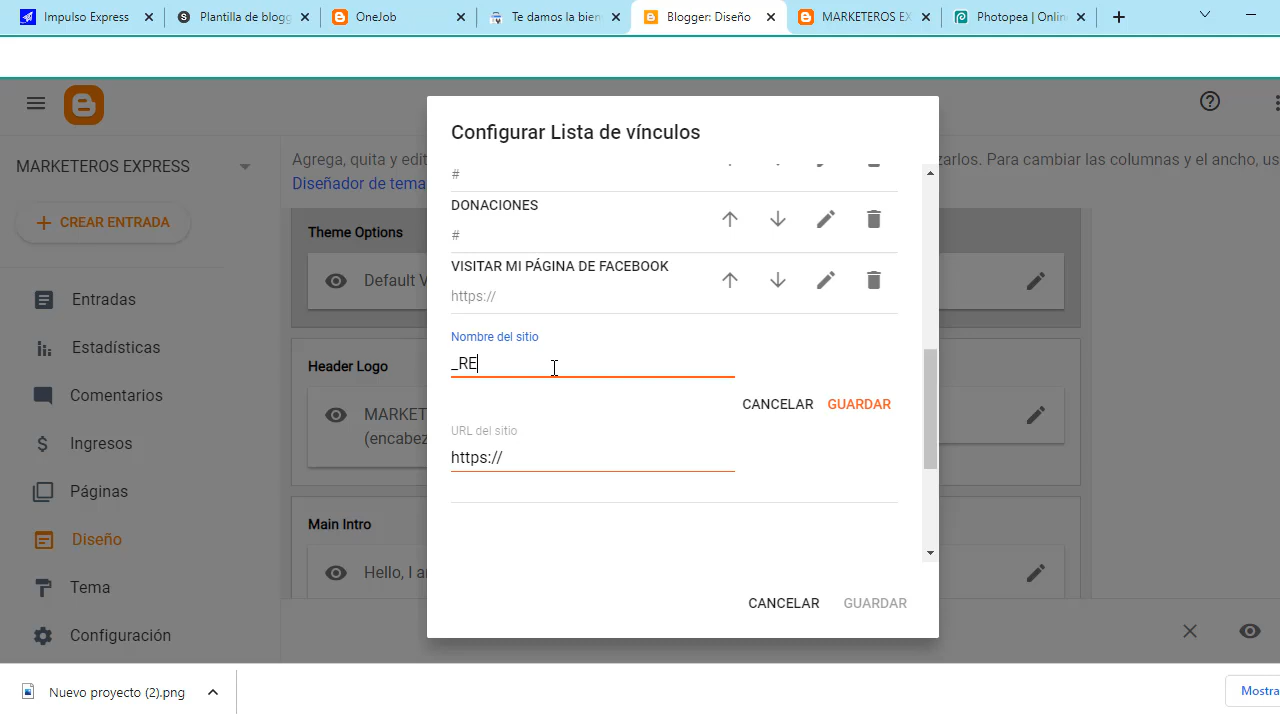 Impulso Express
Plantilla de blogg
OneJob
Te damos la bien
Blogger: Diseño
MARKETEROS EX
Photopea | Onlin
MARKETEROS EXPRESS
CREAR ENTRADA
Entradas
Estadísticas
Comentarios
Ingresos
Páginas
Diseño
Tema
Configuración
Agrega, quita y edit
zarlos. Para cambiar las columnas y el ancho, us
Diseñador de tema
Theme Options
Default V
Header Logo
MARKET
(encabez
Main Intro
Hello, I a
Configurar Lista de vínculos
#
DONACIONES
#
VISITAR MI PÁGINA DE FACEBOOK
https://
Nombre del sitio
_RE
CANCELAR GUARDAR
URL del sitio
https://
CANCELAR GUARDAR
Nuevo proyecto (2).png
Mostra